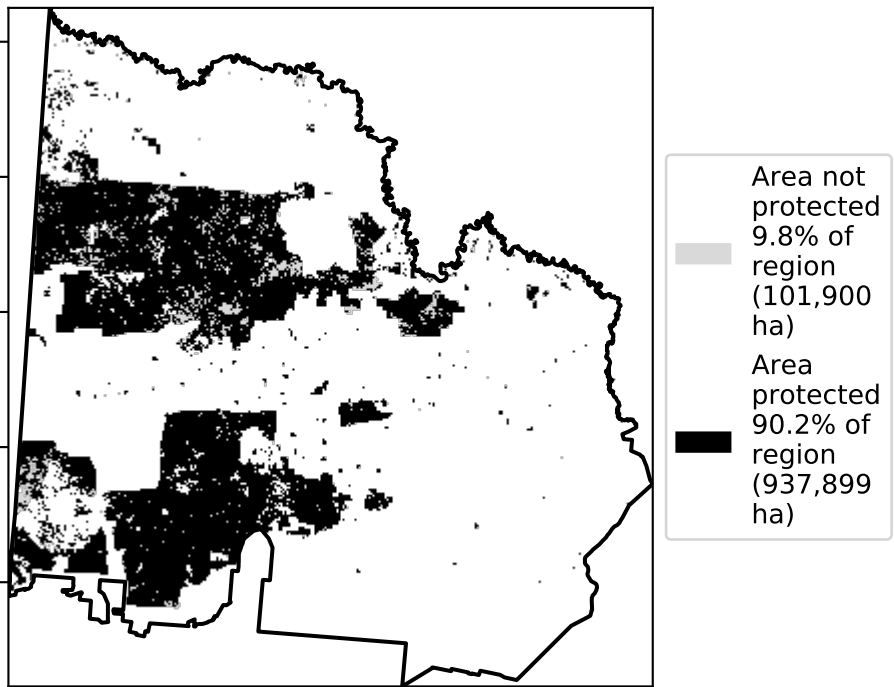 Area not
protected
9.8% of
region
(101,900
ha)
Area
protected
90.2% of
region
(937,899
ha)